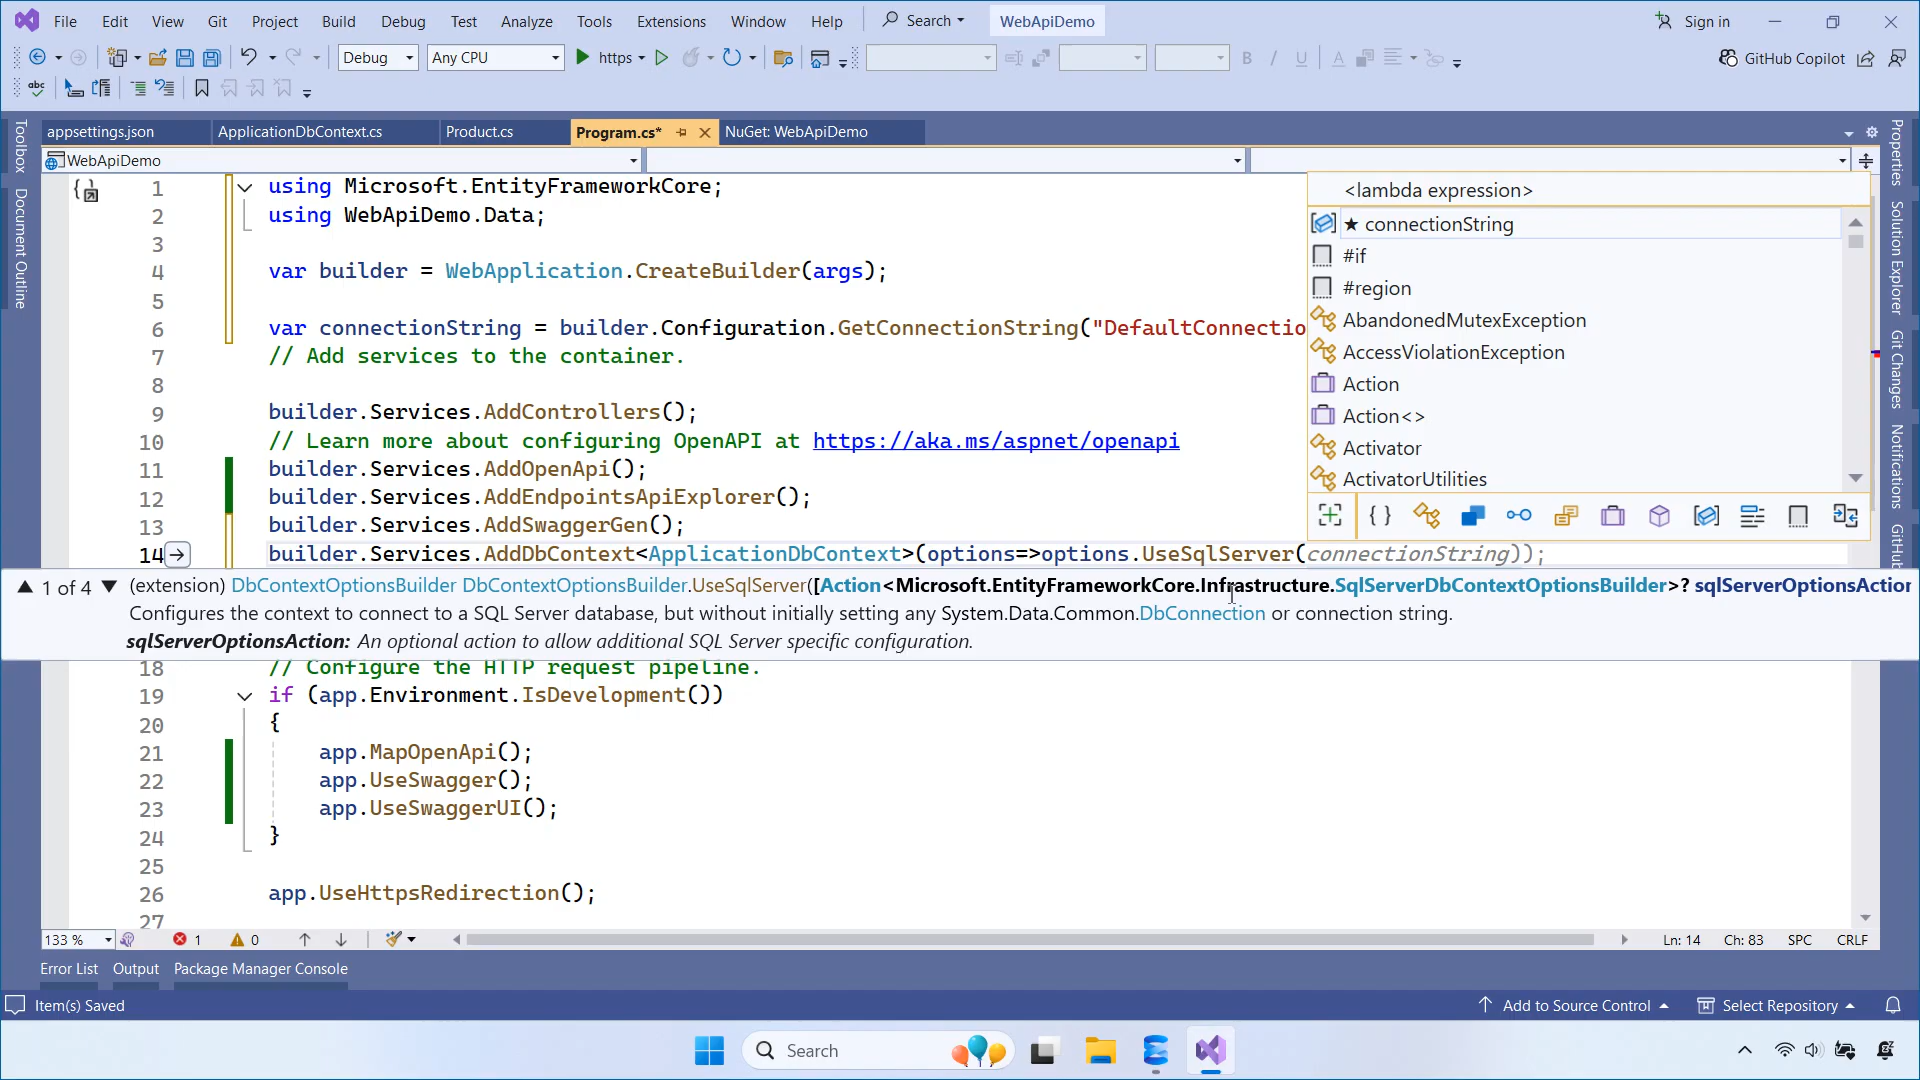 File Edit View Git Project Build Debug Test Analyze Tools Extensions Window Help Search WebApiDemo Sign in
Debug Any CPU https GitHub Copilot
abc
appsettings.json ApplicationDbContext.cs Product.cs Program.cs* NuGet: WebApiDemo
WebApiDemo
Toolbox
Document Outline
Properties
Solution Explorer
Git Changes
Notifications
1 using Microsoft.EntityFrameworkCore;
2 using WebApiDemo.Data;
3
4 var builder = WebApplication.CreateBuilder(args);
5
6 var connectionString = builder.Configuration.GetConnectionString("DefaultConnectio
7 // Add services to the container.
8
9 builder.Services.AddControllers();
10 // Learn more about configuring OpenAPI at https://aka.ms/aspnet/openapi
11 builder.Services.AddOpenApi();
12 builder.Services.AddEndpointsApiExplorer();
13 builder.Services.AddSwaggerGen();
14 builder.Services.AddDbContext<ApplicationDbContext>(options=>options.UseSqlServer(connectionString));
<lambda expression>
★ connectionString
#if
#region
AbandonedMutexException
AccessViolationException
Action
Action<>
Activator
ActivatorUtilities
1 of 4 (extension) DbContextOptionsBuilder DbContextOptionsBuilder.UseSqlServer([Action<Microsoft.EntityFrameworkCore.Infrastructure.SqlServerDbContextOptionsBuilder>? sqlServerOptionsAction
Configures the context to connect to a SQL Server database, but without initially setting any System.Data.Common.DbConnection or connection string.
sqlServerOptionsAction: An optional action to allow additional SQL Server specific configuration.
18 // Configure the HTTP request pipeline.
19 if (app.Environment.IsDevelopment())
20 {
21 app.MapOpenApi();
22 app.UseSwagger();
23 app.UseSwaggerUI();
24 }
25
26 app.UseHttpsRedirection();
27
133 % 1 0 Ln: 14 Ch: 83 SPC CRLF
Error List Output Package Manager Console
Item(s) Saved Add to Source Control Select Repository
Search